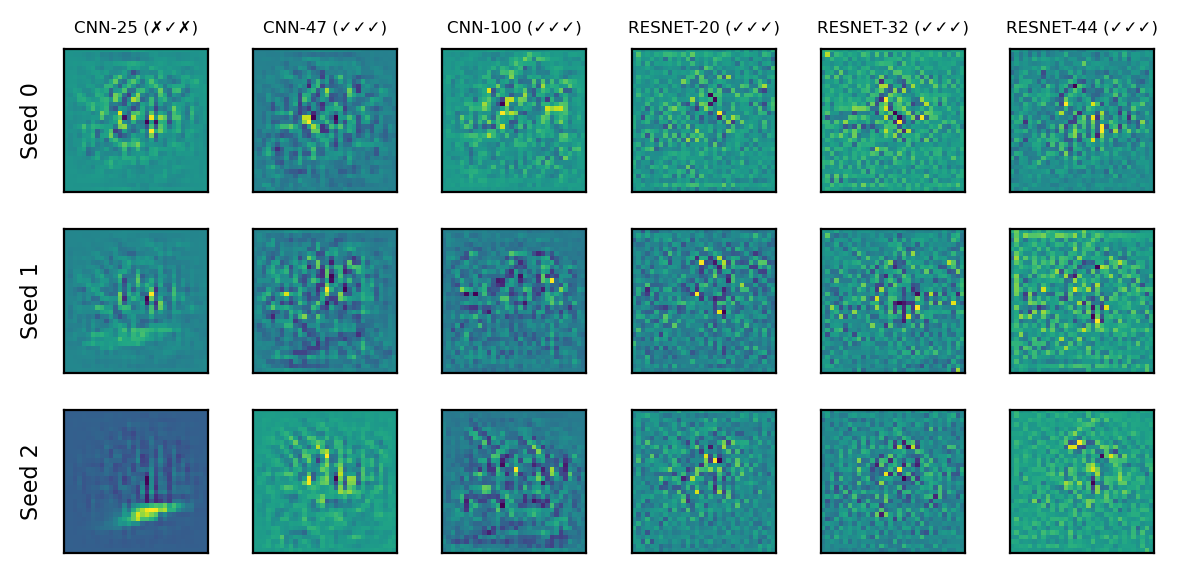 CNN-25 (✗✓✗) CNN-47 (✓✓✓) CNN-100 (✓✓✓) RESNET-20 (✓✓✓) RESNET-32 (✓✓✓) RESNET-44 (✓✓✓)
Seed 0
Seed 1
Seed 2